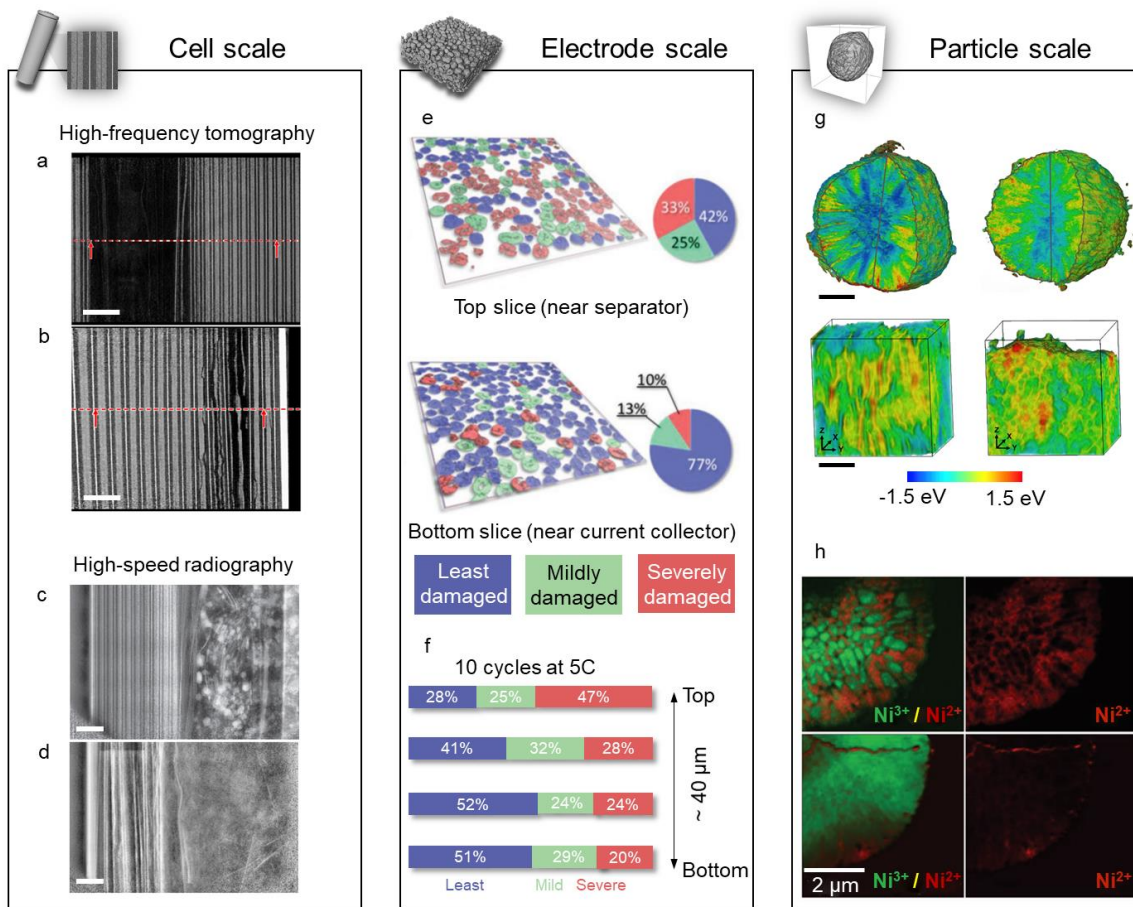 Cell scale
High-frequency tomography
a
b
High-speed radiography
c
d
Electrode scale
e
33%
42%
25%
Top slice (near separator)
10%
13%
77%
Bottom slice (near current collector)
Least
damaged
Mildly
damaged
Severely
damaged
f
10 cycles at 5C
28% 25% 47%
Top
41% 32% 28%
52% 24% 24%
51% 29% 20%
Bottom
~ 40 µm
Least Mild Severe
Particle scale
g
z
x
Y
z
x
Y
-1.5 eV 1.5 eV
h
Ni³⁺ / Ni²⁺
Ni²⁺
2 µm
Ni³⁺ / Ni²⁺
Ni²⁺